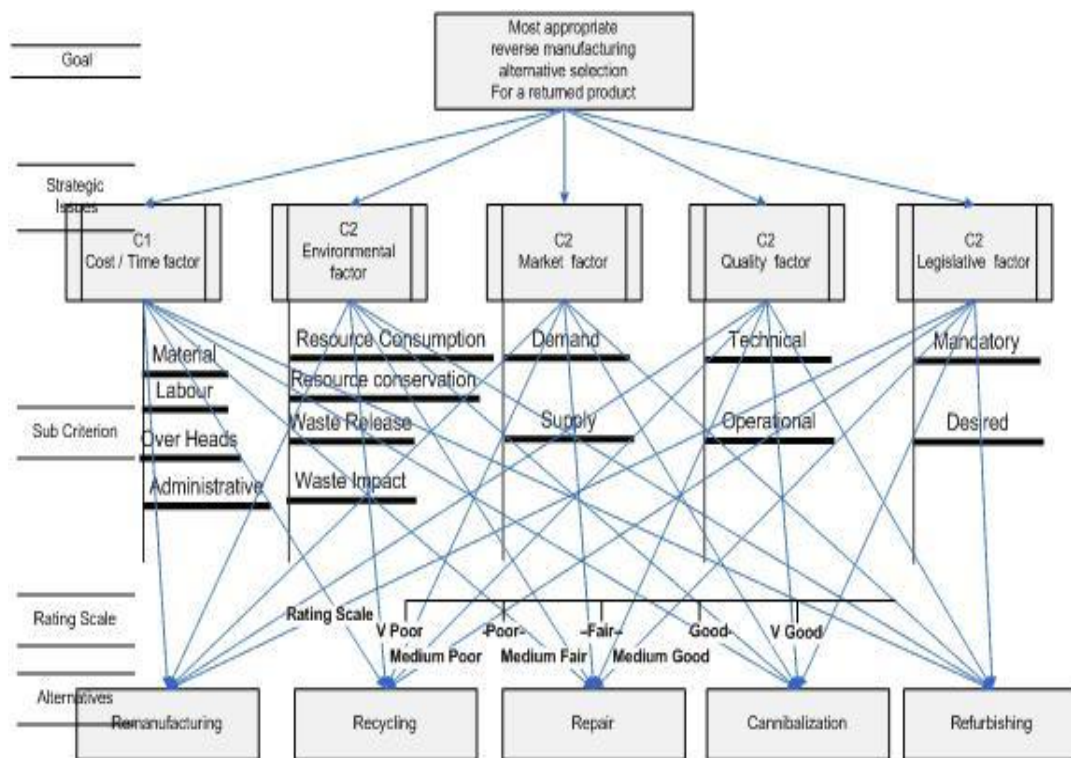 Most appropriate
reverse manufacturing
alternative selection
For a returned product
Goal
Strategic
Issues
C1
Cost / Time factor
C2
Environmental
factor
C2
Market factor
C2
Quality factor
C2
Legislative factor
Sub Criterion
Material
Labour
Over Heads
Administrative
Resource Consumption
Resource conservation
Waste Release
Waste Impact
Demand
Supply
Technical
Operational
Mandatory
Desired
Rating Scale
Rating Scale
V Poor
-Poor-
-Fair-
Good-
V Good
Medium Poor
Medium Fair
Medium Good
Alternatives
Remanufacturing
Recycling
Repair
Cannibalization
Refurbishing